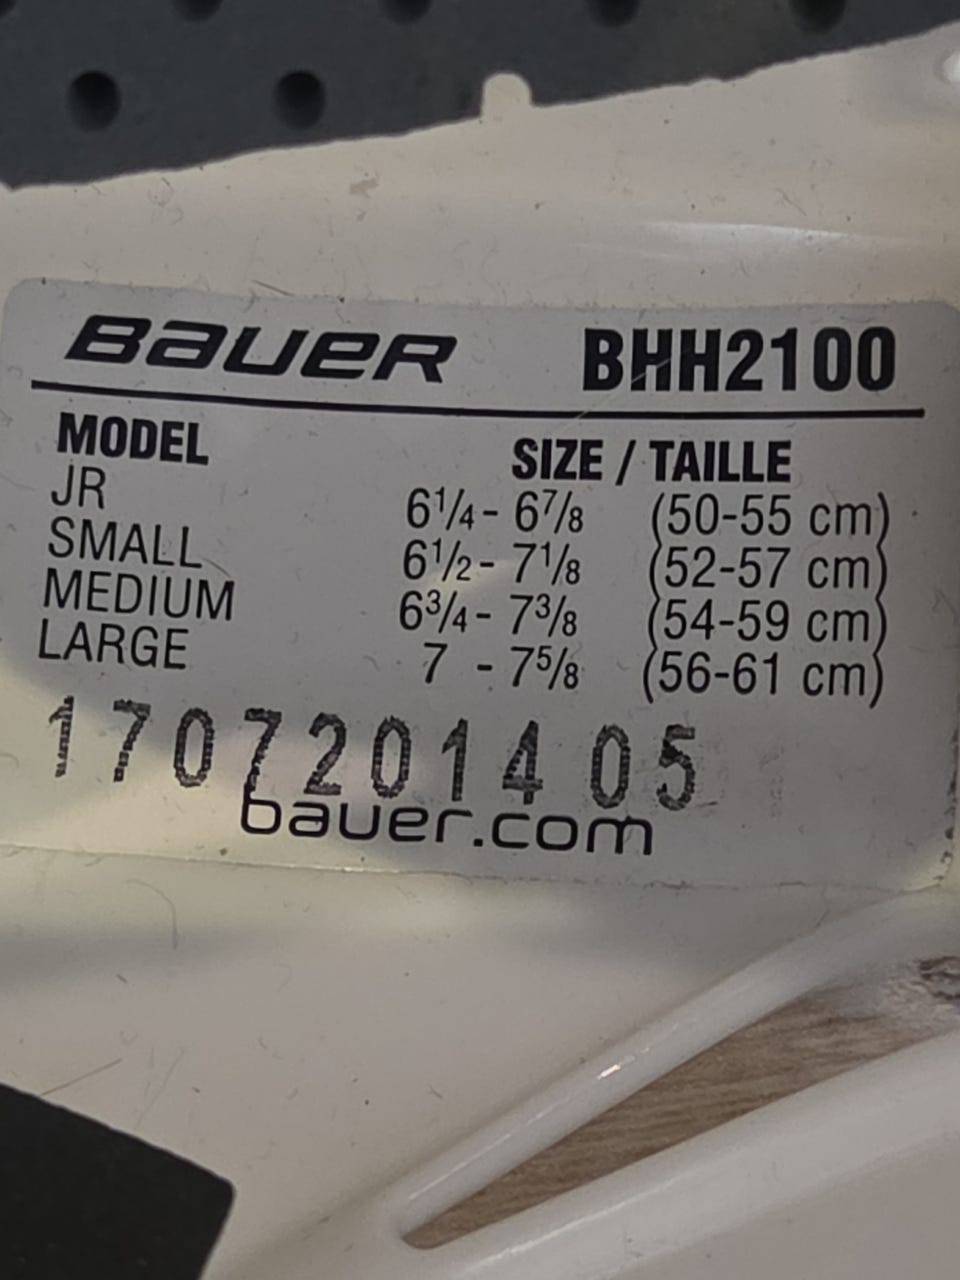 BAUER BHH2100
MODEL SIZE / TAILLE
JR 6¼ - 6⅞ (50-55 cm)
SMALL 6½ - 7⅛ (52-57 cm)
MEDIUM 6¾ - 7⅜ (54-59 cm)
LARGE 7 - 7⅝ (56-61 cm)
1707201405
bauer.com